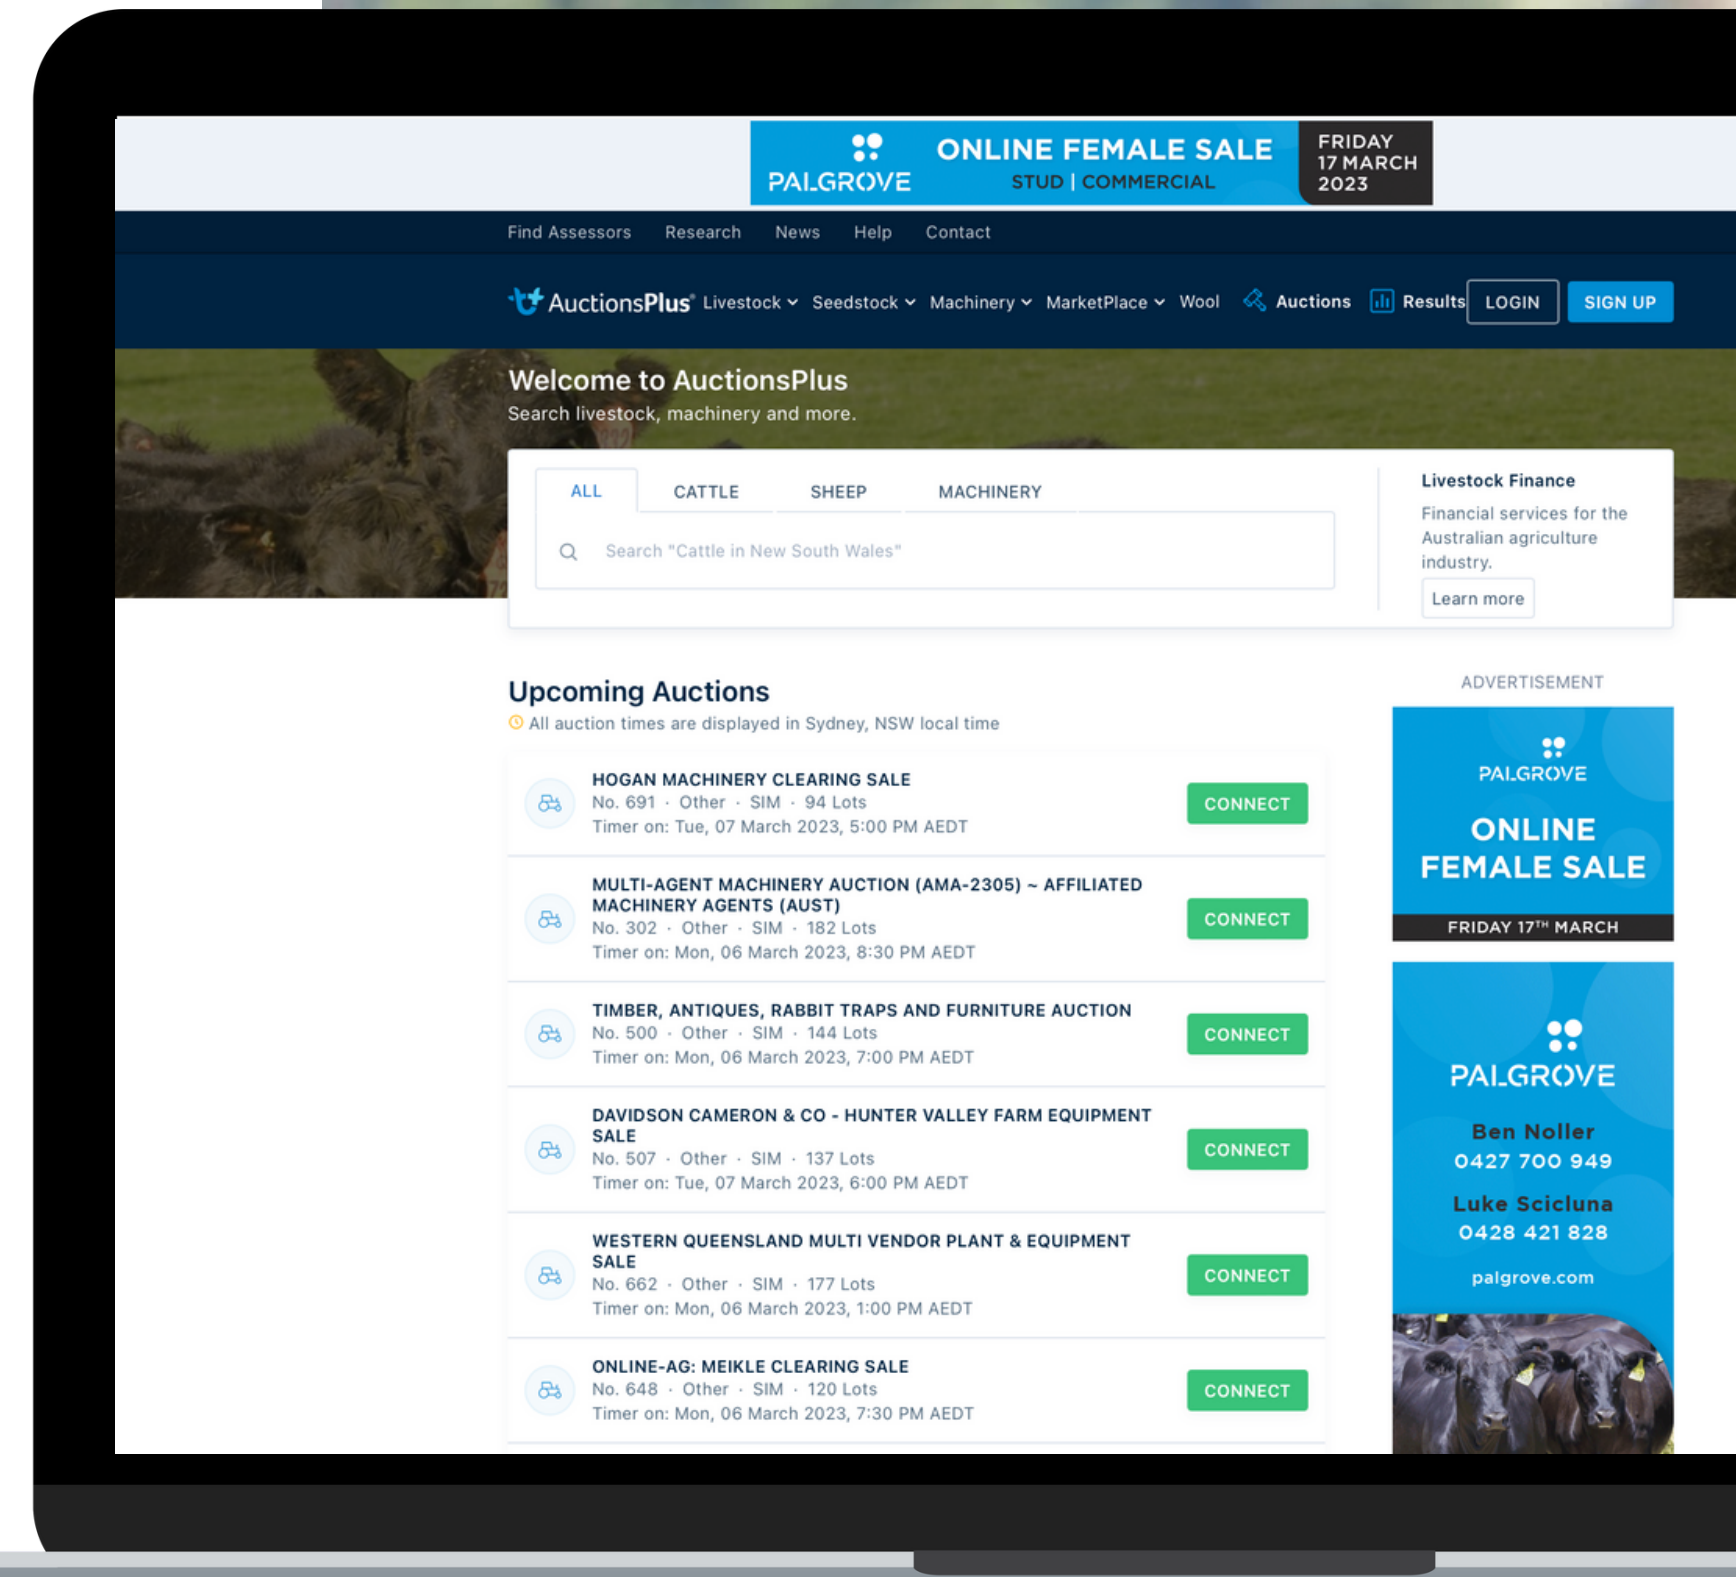 PALGROVE
ONLINE FEMALE SALE
STUD | COMMERCIAL
FRIDAY
17 MARCH
2023
Find Assessors Research News Help Contact
AuctionsPlus® Livestock Seedstock Machinery MarketPlace Wool Auctions Results LOGIN SIGN UP
Welcome to AuctionsPlus
Search livestock, machinery and more.
ALL CATTLE SHEEP MACHINERY
Search "Cattle in New South Wales"
Livestock Finance
Financial services for the
Australian agriculture
industry.
Learn more
Upcoming Auctions
All auction times are displayed in Sydney, NSW local time
HOGAN MACHINERY CLEARING SALE
No. 691 · Other · SIM · 94 Lots
Timer on: Tue, 07 March 2023, 5:00 PM AEDT
CONNECT
MULTI-AGENT MACHINERY AUCTION (AMA-2305) ~ AFFILIATED
MACHINERY AGENTS (AUST)
No. 302 · Other · SIM · 182 Lots
Timer on: Mon, 06 March 2023, 8:30 PM AEDT
CONNECT
TIMBER, ANTIQUES, RABBIT TRAPS AND FURNITURE AUCTION
No. 500 · Other · SIM · 144 Lots
Timer on: Mon, 06 March 2023, 7:00 PM AEDT
CONNECT
DAVIDSON CAMERON & CO - HUNTER VALLEY FARM EQUIPMENT
SALE
No. 507 · Other · SIM · 137 Lots
Timer on: Tue, 07 March 2023, 6:00 PM AEDT
CONNECT
WESTERN QUEENSLAND MULTI VENDOR PLANT & EQUIPMENT
SALE
No. 662 · Other · SIM · 177 Lots
Timer on: Mon, 06 March 2023, 1:00 PM AEDT
CONNECT
ONLINE-AG: MEIKLE CLEARING SALE
No. 648 · Other · SIM · 120 Lots
Timer on: Mon, 06 March 2023, 7:30 PM AEDT
CONNECT
ADVERTISEMENT
PALGROVE
ONLINE
FEMALE SALE
FRIDAY 17TH MARCH
PALGROVE
Ben Noller
0427 700 949
Luke Scicluna
0428 421 828
palgrove.com